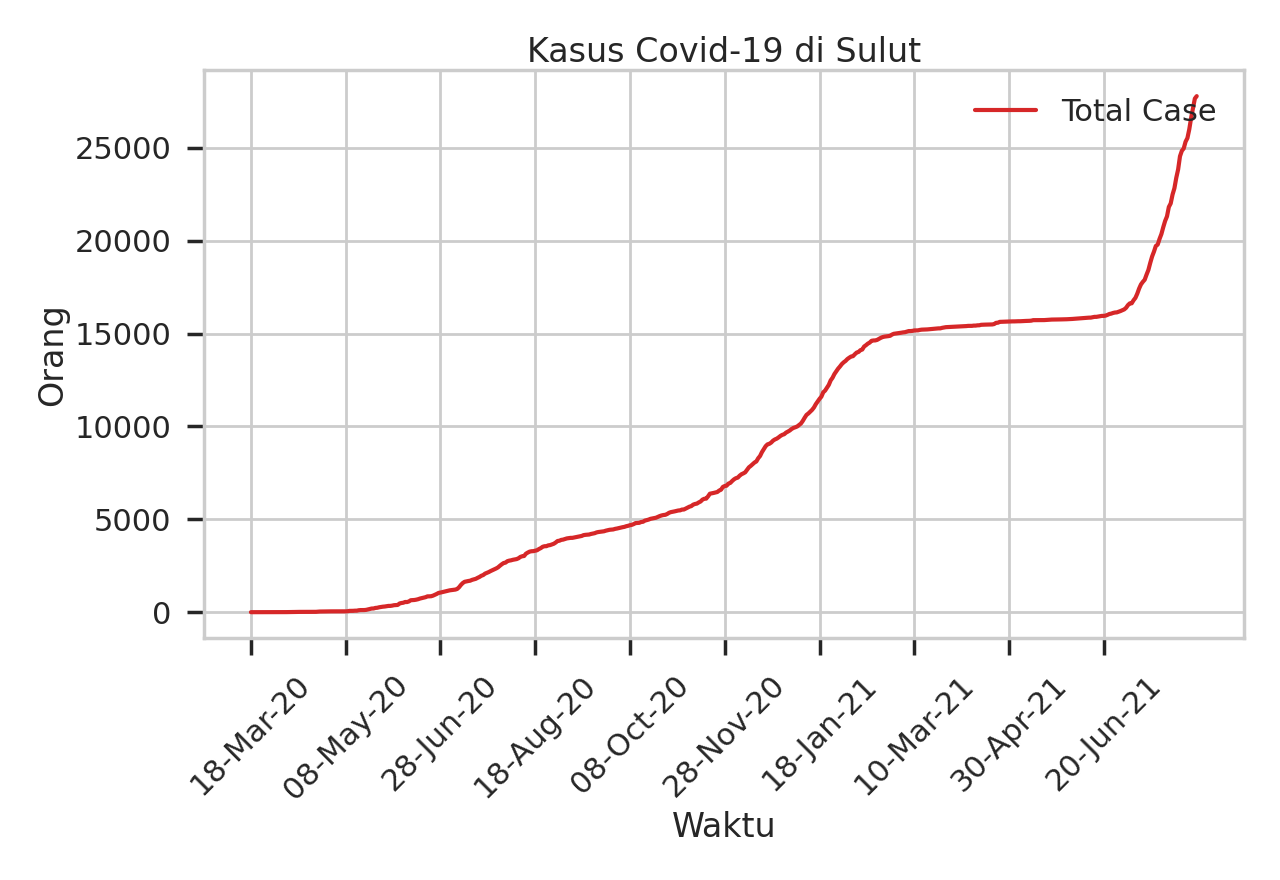 Kasus Covid-19 di Sulut
Total Case
25000
20000
15000
10000
5000
0
Orang
18-Mar-20
08-May-20
28-Jun-20
18-Aug-20
08-Oct-20
28-Nov-20
18-Jan-21
10-Mar-21
30-Apr-21
20-Jun-21
Waktu